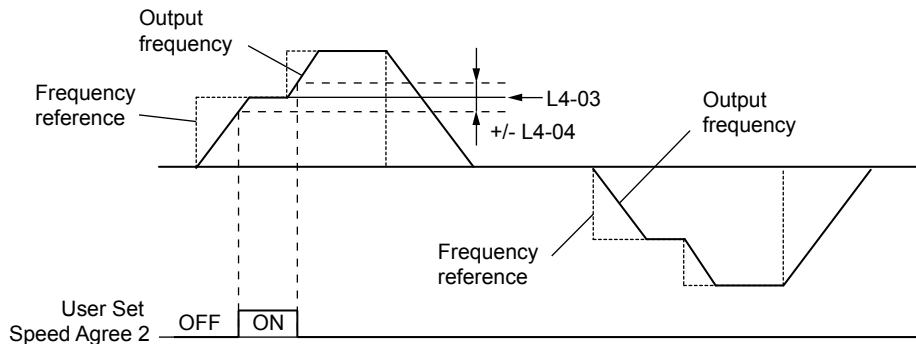 Output
frequency
Frequency
reference
L4-03
+/- L4-04
Output
frequency
Frequency
reference
User Set
Speed Agree 2
OFF
ON